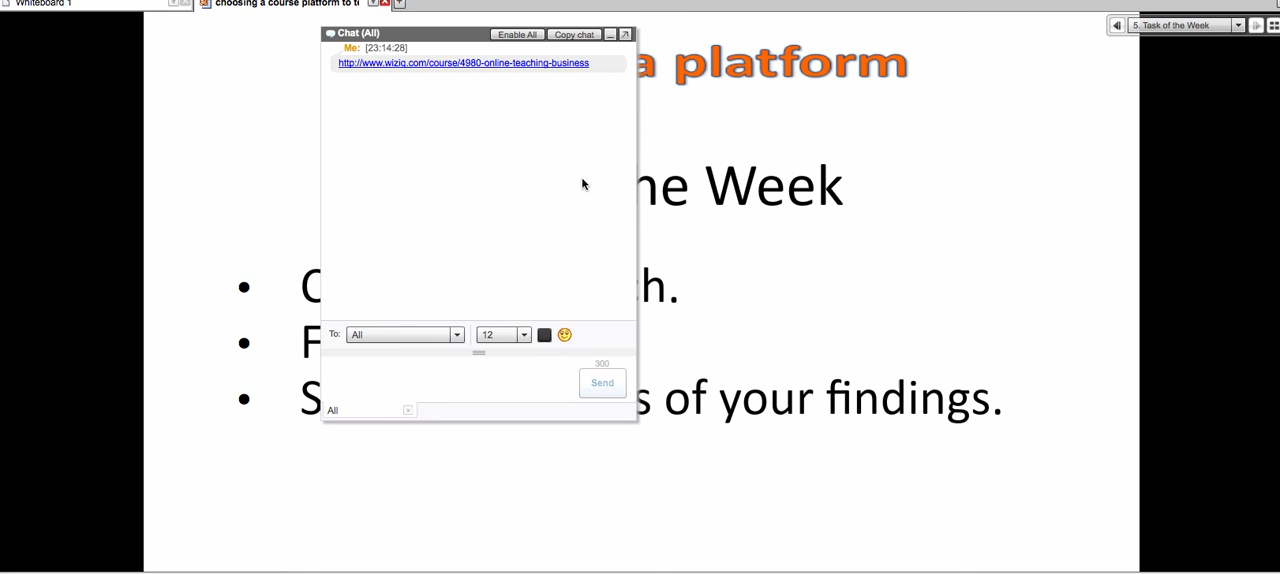 Whiteboard 1
choosing a course platform to t
5. Task of the Week
Chat (All)
Enable All
Copy chat
Me: [23:14:28]
http://www.wiziq.com/course/4980-online-teaching-business
a platform
he Week
• C
h.
• F
• S
s of your findings.
To:
All
12
300
Send
All